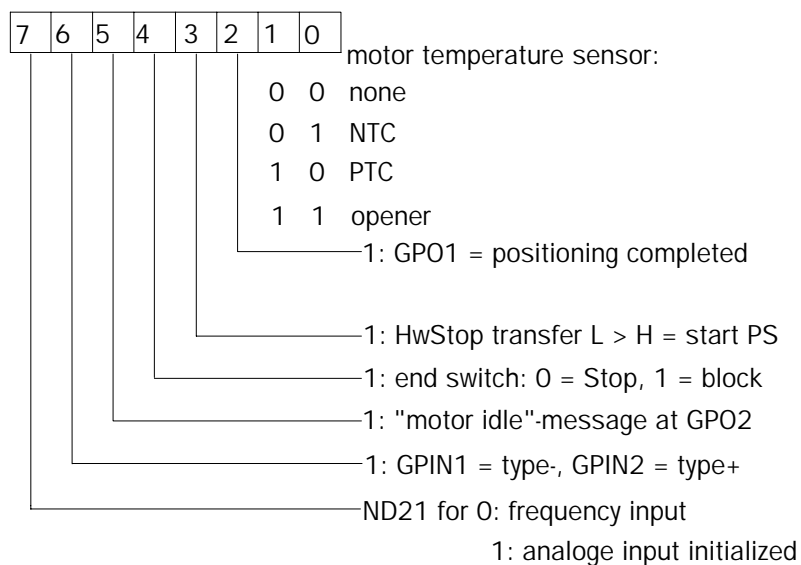 7 6 5 4 3 2 1 0
motor temperature sensor:
0 0 none
0 1 NTC
1 0 PTC
1 1 opener
1: GPO1 = positioning completed
1: HwStop transfer L > H = start PS
1: end switch: 0 = Stop, 1 = block
1: "motor idle"-message at GPO2
1: GPIN1 = type-, GPIN2 = type+
ND21 for 0: frequency input
1: analoge input initialized